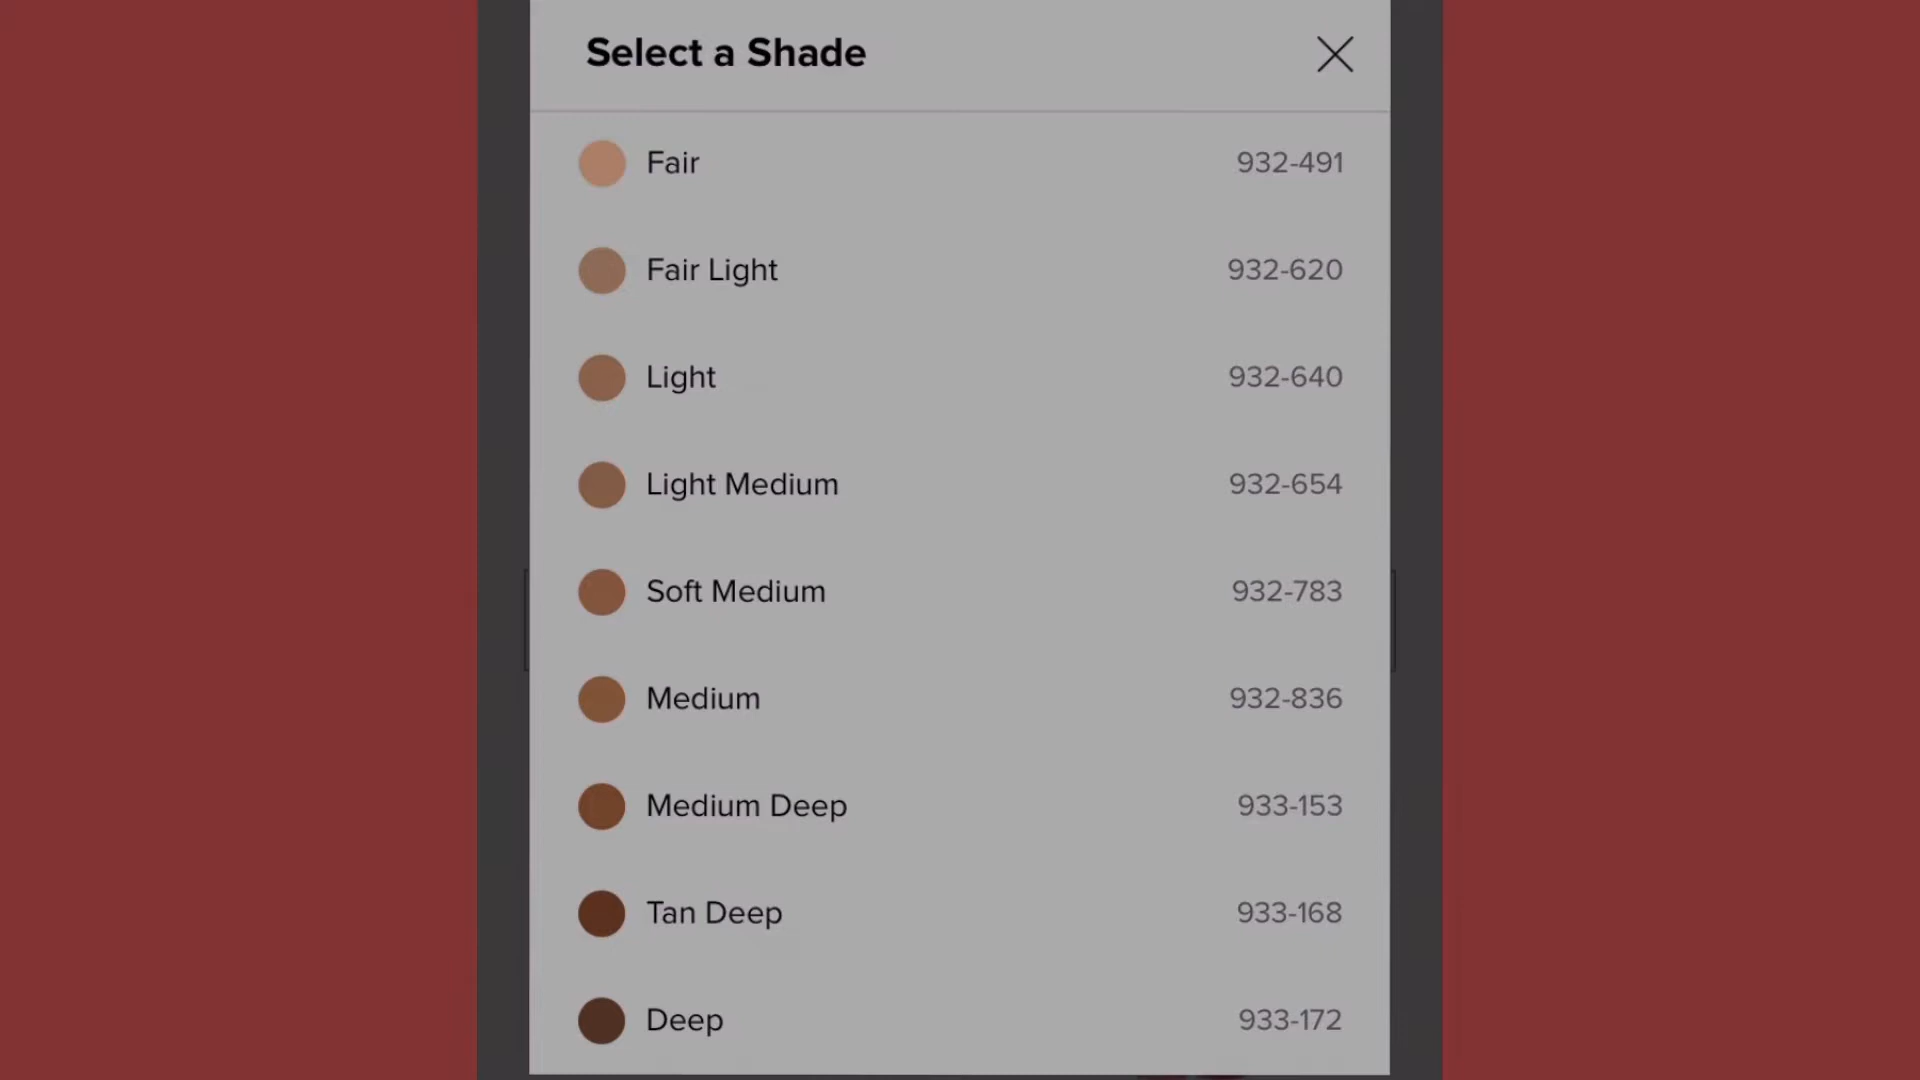 Select a Shade
Fair 932-491
Fair Light 932-620
Light 932-640
Light Medium 932-654
Soft Medium 932-783
Medium 932-836
Medium Deep 933-153
Tan Deep 933-168
Deep 933-172